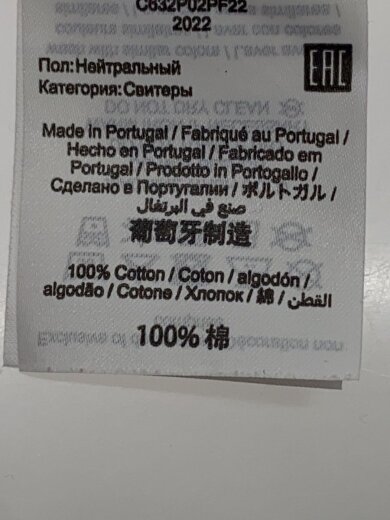 C632P02PF22
2022
EAC
Пол:Нейтральный
Категория:Свитеры
Made in Portugal / Fabriqué au Portugal /
Hecho en Portugal / Fabricado em
Portugal / Prodotto in Portogallo /
Сделано в Португалии / ポルトガル /
صنع في البرتغال
葡萄牙制造
100% Cotton / Coton / algodón /
algodão / Cotone / Хлопок / 綿 / القطن
100% 棉